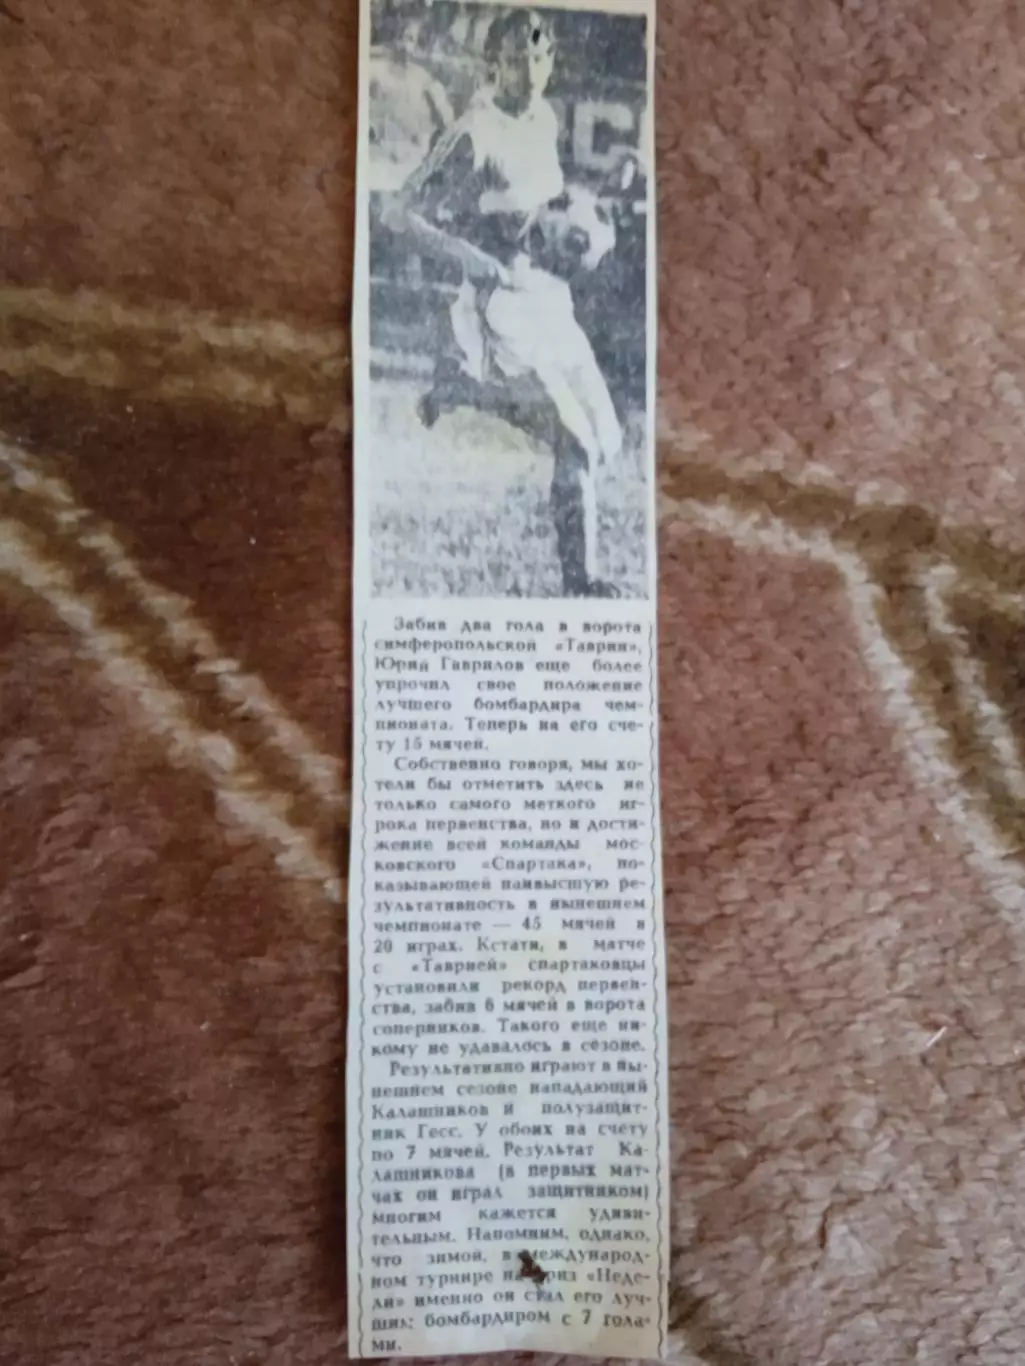 Забив два гола в ворота
симферопольской «Таврии»,
Юрий Гаврилов еще более
упрочил свое положение
лучшего бомбардира чем-
пионата. Теперь на его сче-
ту 15 мячей.
Собственно говоря, мы хо-
тели бы отметить здесь не
только самого меткого иг-
рока первенства, но и дости-
жение всей команды мос-
ковского «Спартака», по-
казывающей наивысшую ре-
зультативность в нынешнем
чемпионате — 45 мячей в
20 играх. Кстати, в матче
с «Таврией» спартаковцы
установили рекорд первен-
ства, забив 6 мячей в ворота
соперников. Такого еще ни-
кому не удавалось в сезоне.
Результативно играют в ны-
нешнем сезоне нападающий
Калашников и полузащит-
ник Гесс. У обоих на счету
по 7 мячей. Результат Ка-
лашникова (в первых мат-
чах он играл защитником)
многим кажется удиви-
тельным. Напомним, однако,
что зимой, в международ-
ном турнире на приз «Неде-
ли» именно он стал его луч-
шим бомбардиром с 7 гола-
ми.